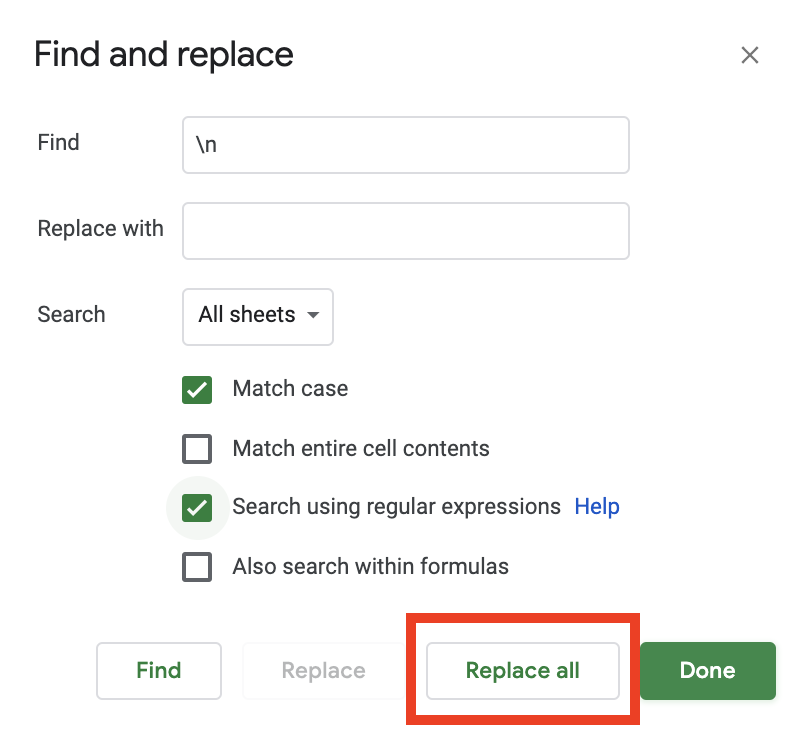 Find and replace
Find
\n
Replace with
Search
All sheets
Match case
Match entire cell contents
Search using regular expressions Help
Also search within formulas
Find Replace Replace all Done